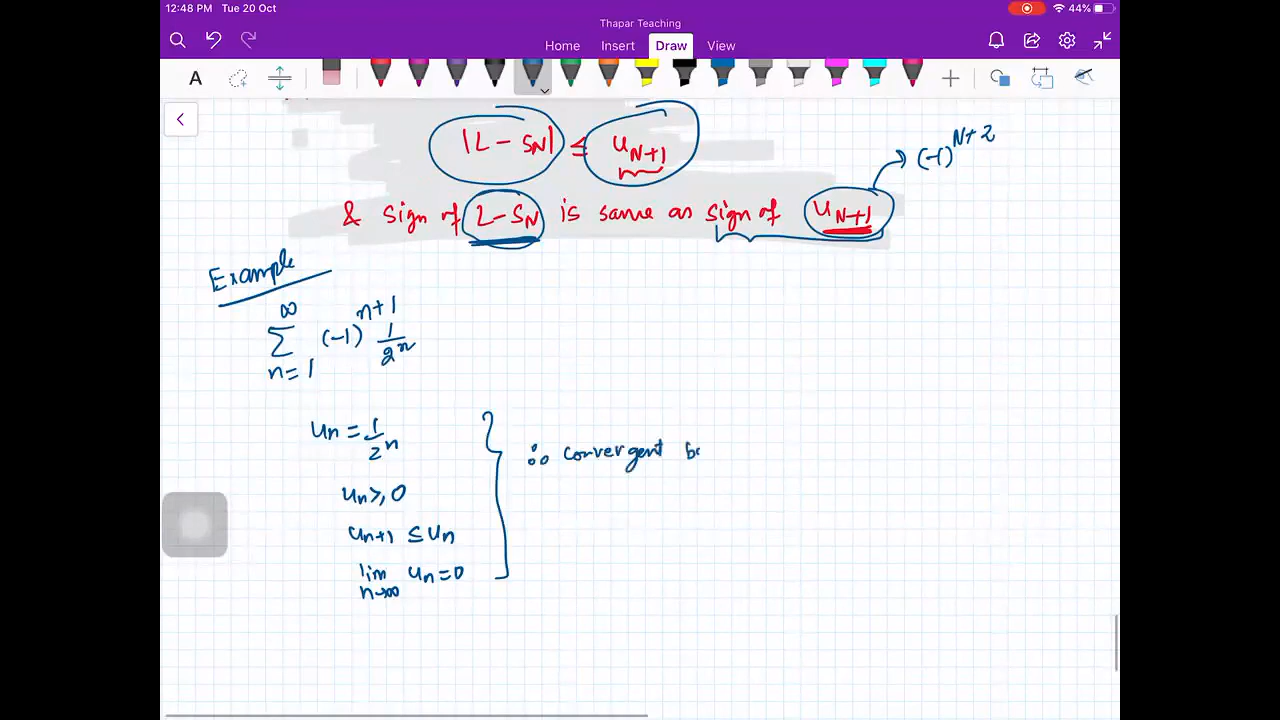 12:48 PM Tue 20 Oct
44%
Thapar Teaching
Home Insert Draw View
A
|L - SN| ≤ uN+1
(-1)^N+2
& sign of L - SN is same as sign of uN+1
Example
∞
∑ (-1)^n+1 1/2^n
n=1
un = 1/2^n
un ≥ 0
un+1 ≤ un
lim un = 0
n→∞
∴ convergent b